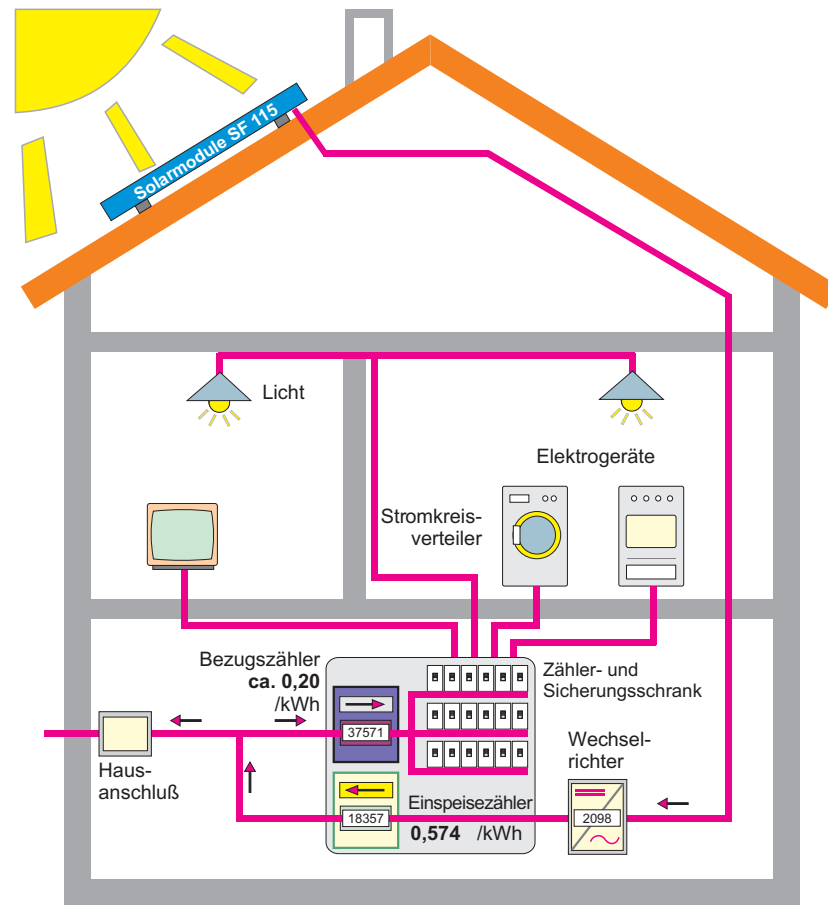 Solarmodule SF 115
Licht
Elektrogeräte
Stromkreis-
verteiler
Bezugszähler
ca. 0,20
/kWh
Zähler- und
Sicherungsschrank
37571
Haus-
anschluß
Wechsel-
richter
18357
Einspeisezähler
0,574 /kWh
2098